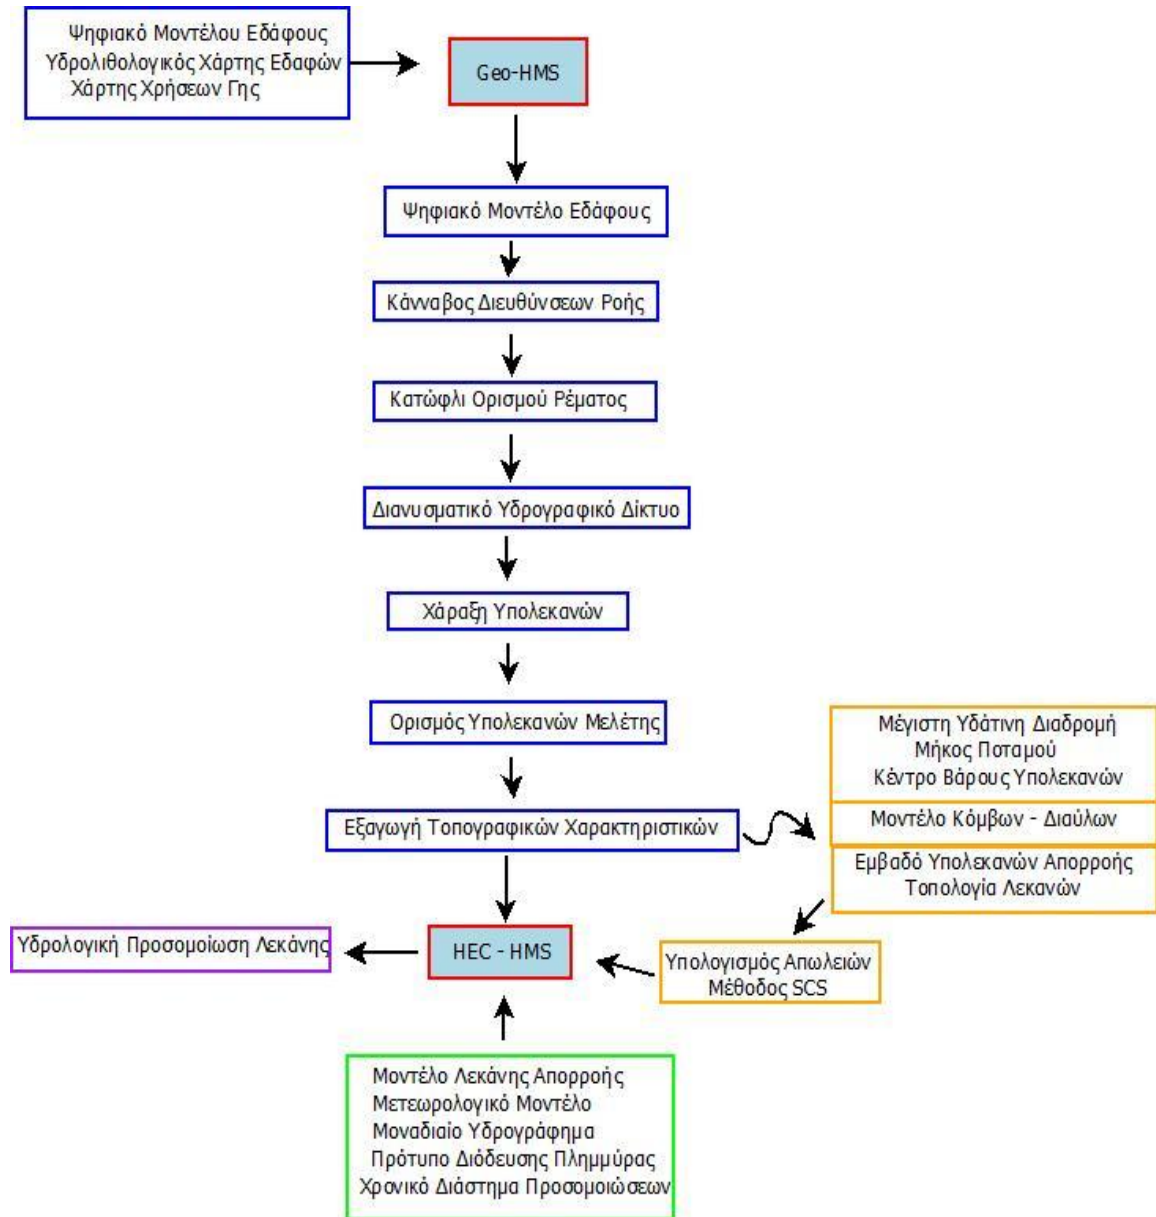 Ψηφιακό Μοντέλου Εδάφους
Υδρολιθολογικός Χάρτης Εδαφών
Χάρτης Χρήσεων Γης
Geo-HMS
Ψηφιακό Μοντέλο Εδάφους
Κάνναβος Διευθύνσεων Ροής
Κατώφλι Ορισμού Ρέματος
Διανυσματικό Υδρογραφικό Δίκτυο
Χάραξη Υπολεκανών
Ορισμός Υπολεκανών Μελέτης
Εξαγωγή Τοπογραφικών Χαρακτηριστικών
Μέγιστη Υδάτινη Διαδρομή
Μήκος Ποταμού
Κέντρο Βάρους Υπολεκανών
Μοντέλο Κόμβων - Διαύλων
Εμβαδό Υπολεκανών Απορροής
Τοπολογία Λεκανών
Υπολογισμός Απωλειών
Μέθοδος SCS
HEC - HMS
Υδρολογική Προσομοίωση Λεκάνης
Μοντέλο Λεκάνης Απορροής
Μετεωρολογικό Μοντέλο
Μοναδιαίο Υδρογράφημα
Πρότυπο Διόδευσης Πλημμύρας
Χρονικό Διάστημα Προσομοιώσεων